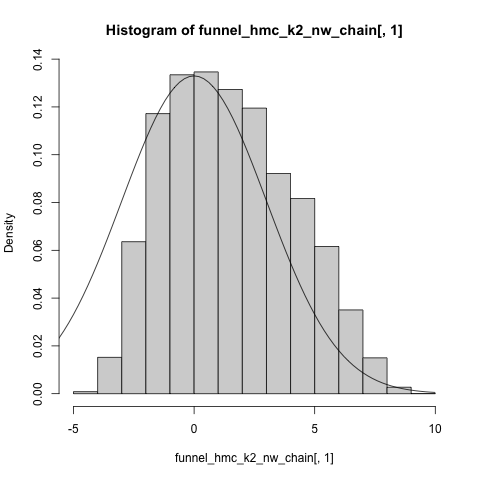 Histogram of funnel_hmc_k2_nw_chain[, 1]
Density
0.14
0.12
0.10
0.08
0.06
0.04
0.02
0.00
-5 0 5 10
funnel_hmc_k2_nw_chain[, 1]